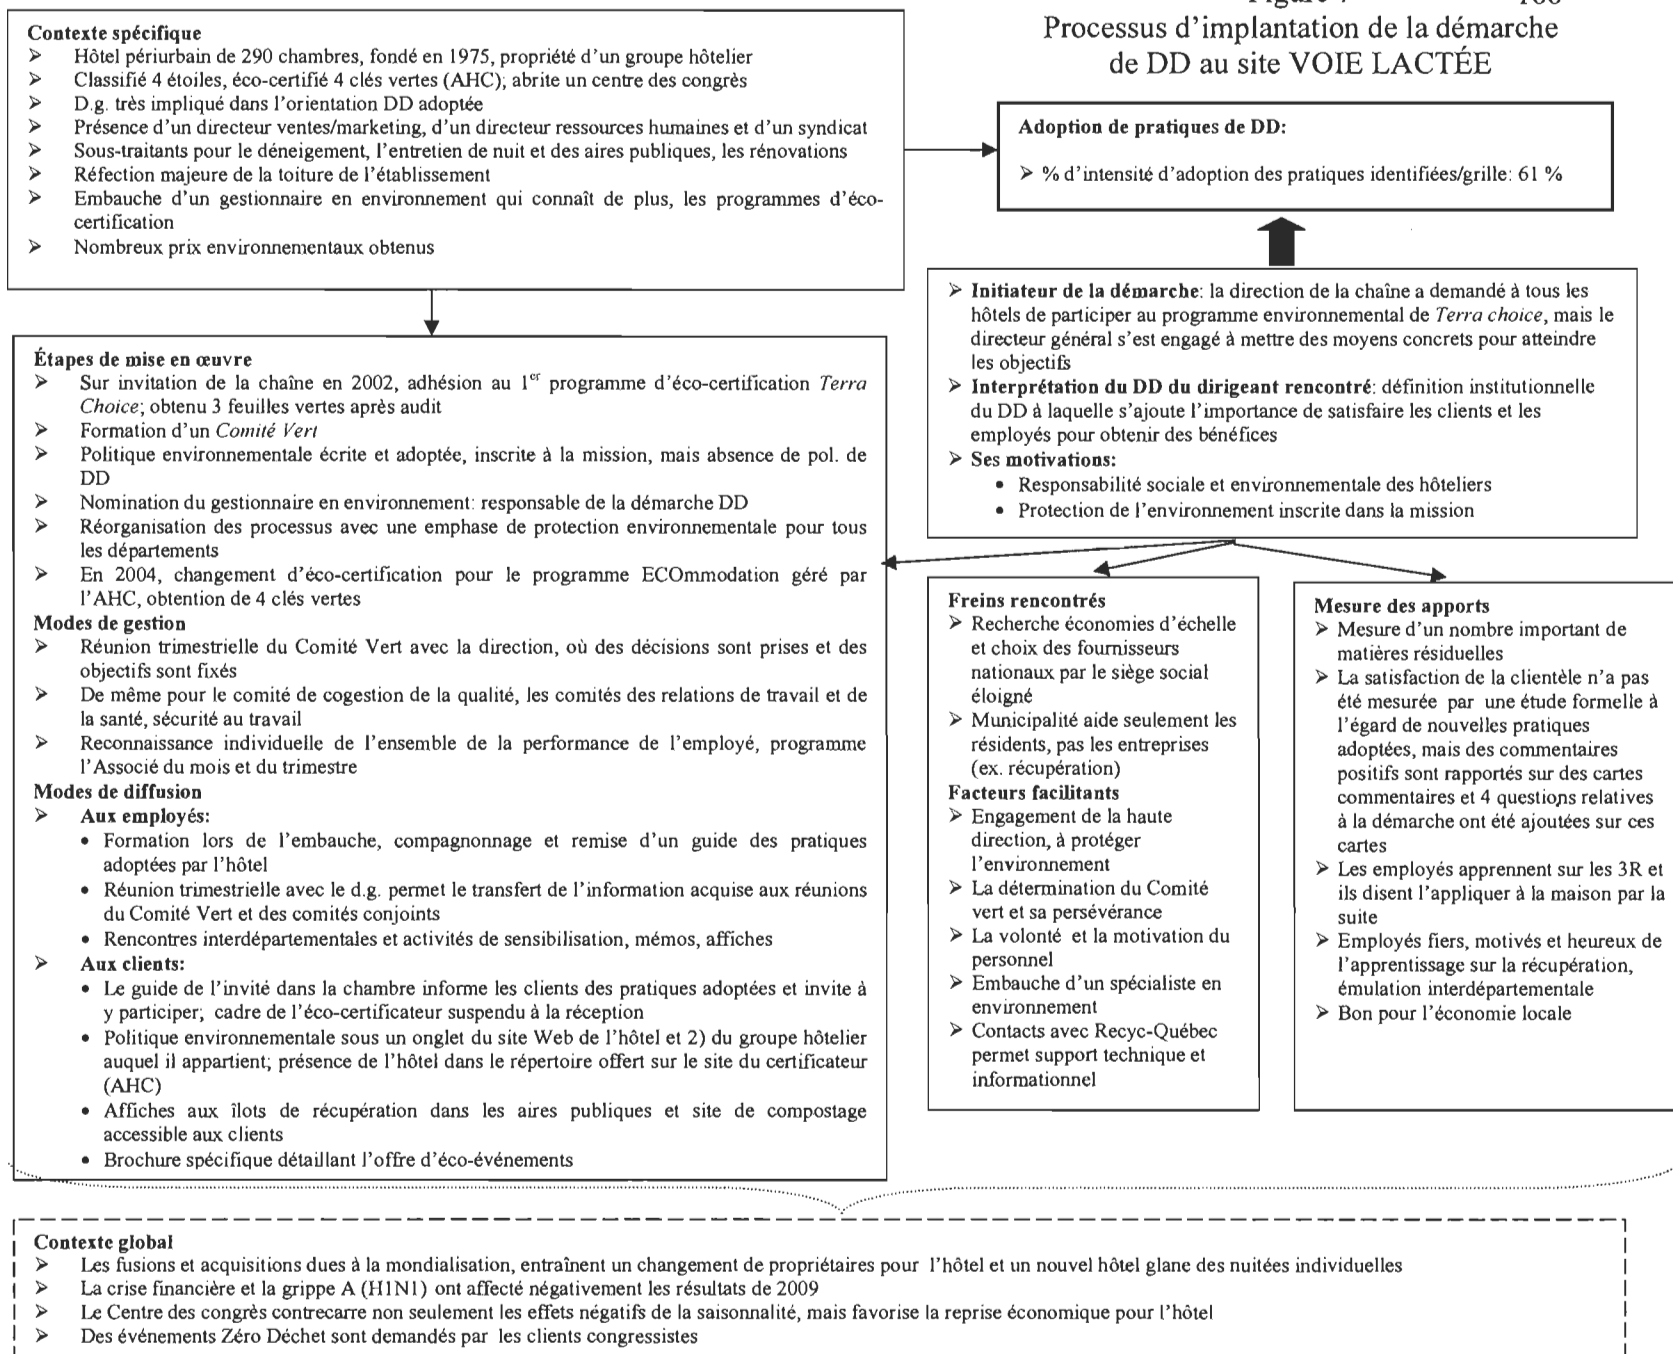 Processus d'implantation de la démarche
de DD au site VOIE LACTÉE
Contexte spécifique
➢ Hôtel périurbain de 290 chambres, fondé en 1975, propriété d'un groupe hôtelier
➢ Classifié 4 étoiles, éco-certifié 4 clés vertes (AHC); abrite un centre des congrès
➢ D.g. très impliqué dans l'orientation DD adoptée
➢ Présence d'un directeur ventes/marketing, d'un directeur ressources humaines et d'un syndicat
➢ Sous-traitants pour le déneigement, l'entretien de nuit et des aires publiques, les rénovations
➢ Réfection majeure de la toiture de l'établissement
➢ Embauche d'un gestionnaire en environnement qui connaît de plus, les programmes d'éco-
certification
➢ Nombreux prix environnementaux obtenus
Adoption de pratiques de DD:
➢ % d'intensité d'adoption des pratiques identifiées/grille: 61 %
➢ Initiateur de la démarche: la direction de la chaîne a demandé à tous les
hôtels de participer au programme environnemental de Terra choice, mais le
directeur général s'est engagé à mettre des moyens concrets pour atteindre
les objectifs
➢ Interprétation du DD du dirigeant rencontré: définition institutionnelle
du DD à laquelle s'ajoute l'importance de satisfaire les clients et les
employés pour obtenir des bénéfices
➢ Ses motivations:
• Responsabilité sociale et environnementale des hôteliers
• Protection de l'environnement inscrite dans la mission
Étapes de mise en œuvre
➢ Sur invitation de la chaîne en 2002, adhésion au 1er programme d'éco-certification Terra
Choice; obtenu 3 feuilles vertes après audit
➢ Formation d'un Comité Vert
➢ Politique environnementale écrite et adoptée, inscrite à la mission, mais absence de pol. de
DD
➢ Nomination du gestionnaire en environnement: responsable de la démarche DD
➢ Réorganisation des processus avec une emphase de protection environnementale pour tous
les départements
➢ En 2004, changement d'éco-certification pour le programme ECOmmodation géré par
l'AHC, obtention de 4 clés vertes
Modes de gestion
➢ Réunion trimestrielle du Comité Vert avec la direction, où des décisions sont prises et des
objectifs sont fixés
➢ De même pour le comité de cogestion de la qualité, les comités des relations de travail et de
la santé, sécurité au travail
➢ Reconnaissance individuelle de l'ensemble de la performance de l'employé, programme
l'Associé du mois et du trimestre
Modes de diffusion
➢ Aux employés:
• Formation lors de l'embauche, compagnonnage et remise d'un guide des pratiques
adoptées par l'hôtel
• Réunion trimestrielle avec le d.g. permet le transfert de l'information acquise aux réunions
du Comité Vert et des comités conjoints
• Rencontres interdépartementales et activités de sensibilisation, mémos, affiches
➢ Aux clients:
• Le guide de l'invité dans la chambre informe les clients des pratiques adoptées et invite à
y participer; cadre de l'éco-certificateur suspendu à la réception
• Politique environnementale sous un onglet du site Web de l'hôtel et 2) du groupe hôtelier
auquel il appartient; présence de l'hôtel dans le répertoire offert sur le site du certificateur
(AHC)
• Affiches aux îlots de récupération dans les aires publiques et site de compostage
accessible aux clients
• Brochure spécifique détaillant l'offre d'éco-événements
Freins rencontrés
➢ Recherche économies d'échelle
et choix des fournisseurs
nationaux par le siège social
éloigné
➢ Municipalité aide seulement les
résidents, pas les entreprises
(ex. récupération)
Facteurs facilitants
➢ Engagement de la haute
direction, à protéger
l'environnement
➢ La détermination du Comité
vert et sa persévérance
➢ La volonté et la motivation du
personnel
➢ Embauche d'un spécialiste en
environnement
➢ Contacts avec Recyc-Québec
permet support technique et
informationnel
Mesure des apports
➢ Mesure d'un nombre important de
matières résiduelles
➢ La satisfaction de la clientèle n'a pas
été mesurée par une étude formelle à
l'égard de nouvelles pratiques
adoptées, mais des commentaires
positifs sont rapportés sur des cartes
commentaires et 4 questions relatives
à la démarche ont été ajoutées sur ces
cartes
➢ Les employés apprennent sur les 3R et
ils disent l'appliquer à la maison par la
suite
➢ Employés fiers, motivés et heureux de
l'apprentissage sur la récupération,
émulation interdépartementale
➢ Bon pour l'économie locale
Contexte global
➢ Les fusions et acquisitions dues à la mondialisation, entraînent un changement de propriétaires pour l'hôtel et un nouvel hôtel glane des nuitées individuelles
➢ La crise financière et la grippe A (H1N1) ont affecté négativement les résultats de 2009
➢ Le Centre des congrès contrecarre non seulement les effets négatifs de la saisonnalité, mais favorise la reprise économique pour l'hôtel
➢ Des événements Zéro Déchet sont demandés par les clients congressistes